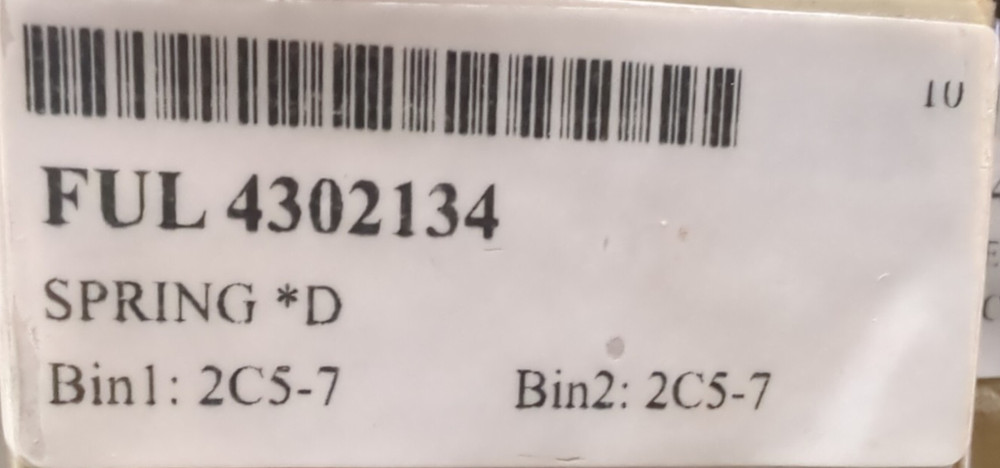 10
FUL 4302134
SPRING *D
Bin1: 2C5-7 Bin2: 2C5-7